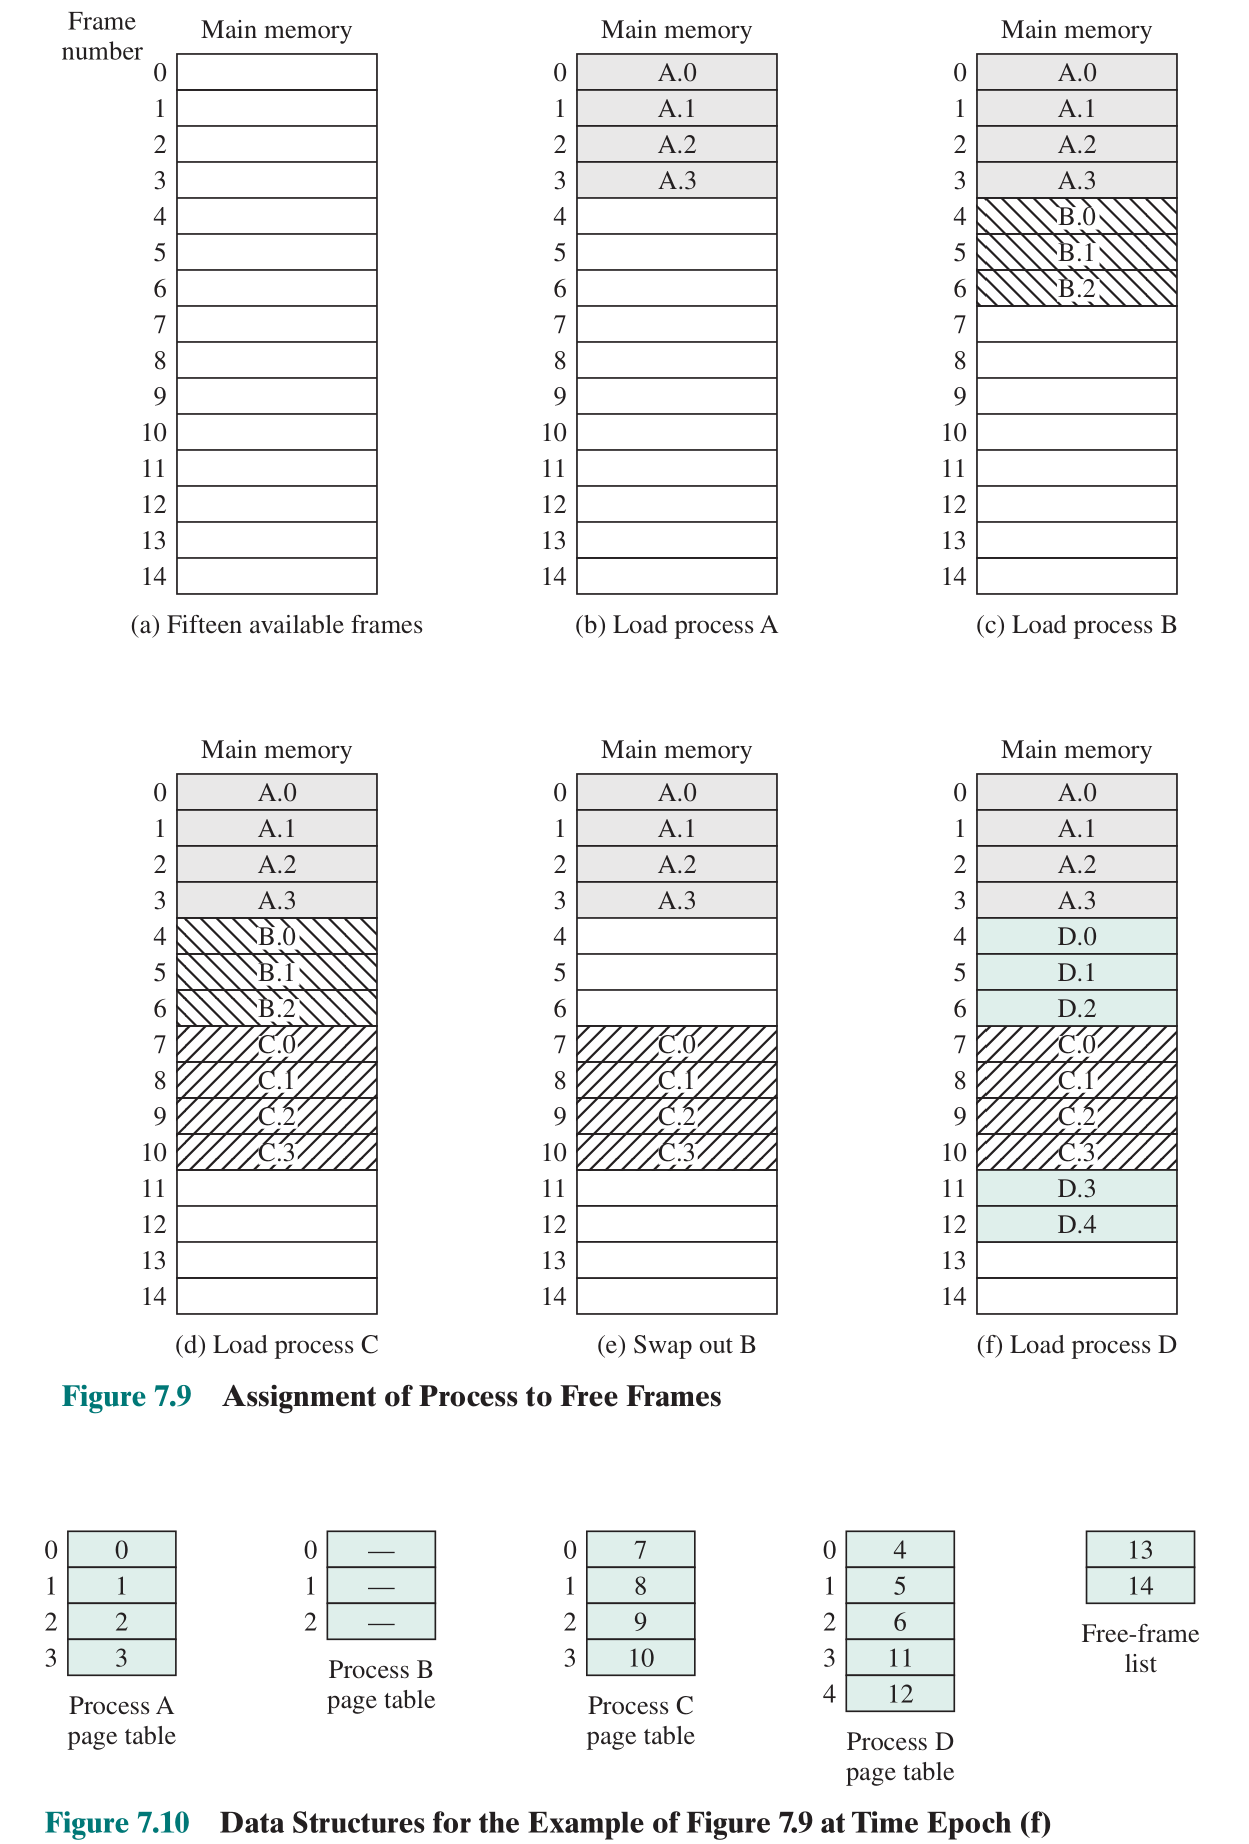 Frame
number
Main memory
0
1
2
3
4
5
6
7
8
9
10
11
12
13
14
(a) Fifteen available frames
Main memory
0 A.0
1 A.1
2 A.2
3 A.3
4
5
6
7
8
9
10
11
12
13
14
(b) Load process A
Main memory
0 A.0
1 A.1
2 A.2
3 A.3
4 B.0
5 B.1
6 B.2
7
8
9
10
11
12
13
14
(c) Load process B
Main memory
0 A.0
1 A.1
2 A.2
3 A.3
4 B.0
5 B.1
6 B.2
7 C.0
8 C.1
9 C.2
10 C.3
11
12
13
14
(d) Load process C
Main memory
0 A.0
1 A.1
2 A.2
3 A.3
4
5
6
7 C.0
8 C.1
9 C.2
10 C.3
11
12
13
14
(e) Swap out B
Main memory
0 A.0
1 A.1
2 A.2
3 A.3
4 D.0
5 D.1
6 D.2
7 C.0
8 C.1
9 C.2
10 C.3
11 D.3
12 D.4
13
14
(f) Load process D
Figure 7.9 Assignment of Process to Free Frames
0 0
1 1
2 2
3 3
Process A
page table
0 —
1 —
2 —
Process B
page table
0 7
1 8
2 9
3 10
Process C
page table
0 4
1 5
2 6
3 11
4 12
Process D
page table
13
14
Free-frame
list
Figure 7.10 Data Structures for the Example of Figure 7.9 at Time Epoch (f)